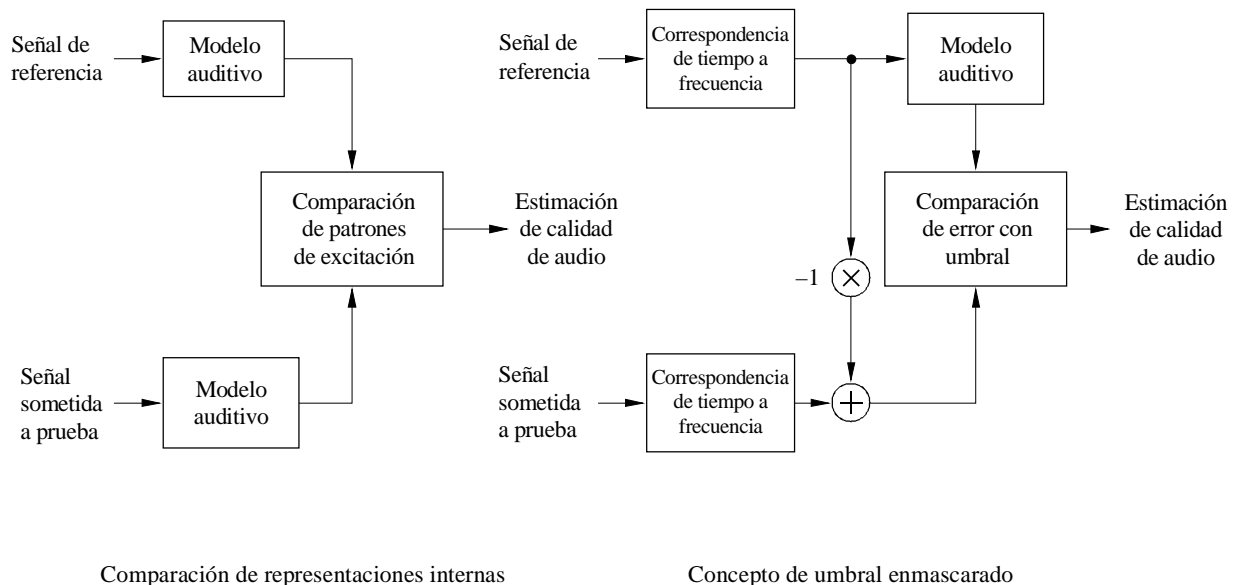 Señal de
referencia
Modelo
auditivo
Comparación
de patrones
de excitación
Estimación
de calidad
de audio
Señal
sometida
a prueba
Modelo
auditivo
Comparación de representaciones internas
Señal de
referencia
Correspondencia
de tiempo a
frecuencia
Modelo
auditivo
–1
Comparación
de error con
umbral
Estimación
de calidad
de audio
Señal
sometida
a prueba
Correspondencia
de tiempo a
frecuencia
Concepto de umbral enmascarado